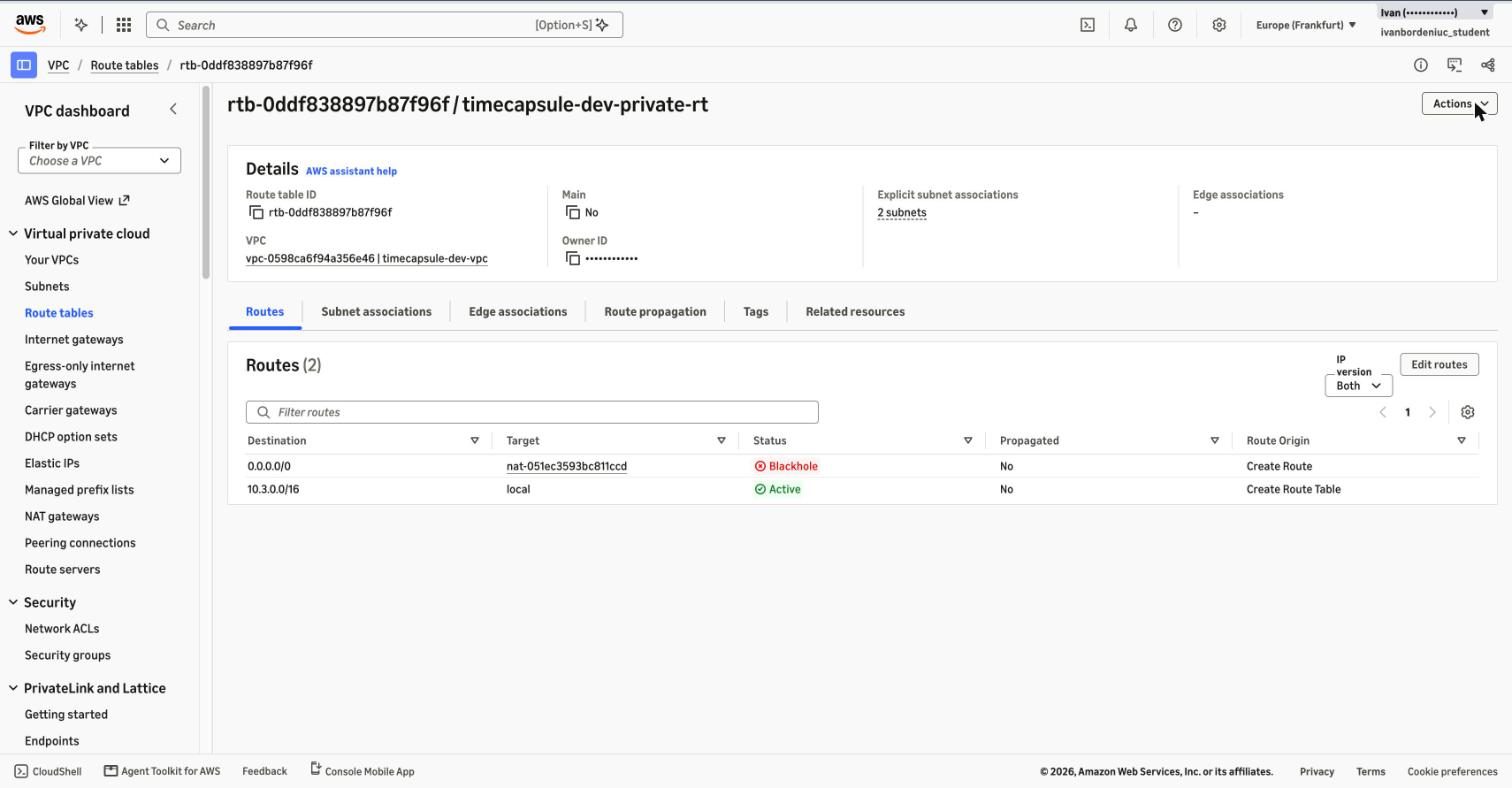 aws
Search
[Option+S]
Europe (Frankfurt)
Ivan (••••••••••••)
ivanbordeniuc_student
VPC / Route tables / rtb-0ddf838897b87f96f
VPC dashboard
Filter by VPC
Choose a VPC
AWS Global View
Virtual private cloud
Your VPCs
Subnets
Route tables
Internet gateways
Egress-only internet
gateways
Carrier gateways
DHCP option sets
Elastic IPs
Managed prefix lists
NAT gateways
Peering connections
Route servers
Security
Network ACLs
Security groups
PrivateLink and Lattice
Getting started
Endpoints
rtb-0ddf838897b87f96f / timecapsule-dev-private-rt
Actions
Details AWS assistant help
Route table ID
rtb-0ddf838897b87f96f
Main
No
Explicit subnet associations
2 subnets
Edge associations
–
VPC
vpc-0598ca6f94a356e46 | timecapsule-dev-vpc
Owner ID
••••••••••••
Routes Subnet associations Edge associations Route propagation Tags Related resources
Routes (2)
IP
version
Both
Edit routes
Filter routes
1
Destination Target Status Propagated Route Origin
0.0.0.0/0 nat-051ec3593bc811ccd Blackhole No Create Route
10.3.0.0/16 local Active No Create Route Table
CloudShell Agent Toolkit for AWS Feedback Console Mobile App © 2026, Amazon Web Services, Inc. or its affiliates. Privacy Terms Cookie preferences